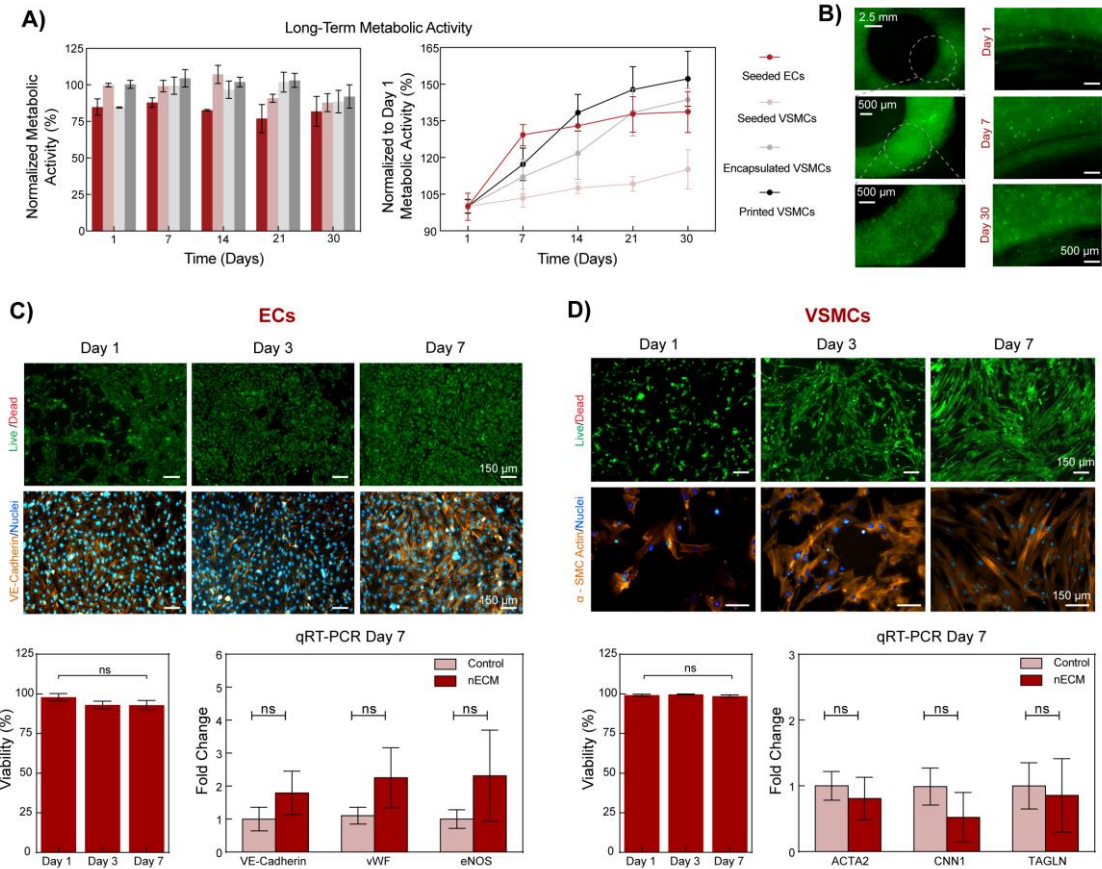 A)
Long-Term Metabolic Activity
Normalized Metabolic
Activity (%)
125
100
75
50
25
0
1 7 14 21 30
Time (Days)
Normalized to Day 1
Metabolic Activity (%)
165
150
135
120
105
90
1 7 14 21 30
Time (Days)
Seeded ECs
Seeded VSMCs
Encapsulated VSMCs
Printed VSMCs
B)
2.5 mm
500 µm
500 µm
Day 1
Day 7
Day 30
500 µm
C)
ECs
Day 1 Day 3 Day 7
Live/Dead
150 µm
VE-Cadherin/Nuclei
150 µm
Viability (%)
125
100
75
50
25
0
ns
Day 1 Day 3 Day 7
qRT-PCR Day 7
Fold Change
6
5
4
3
2
1
0
Control
nECM
ns ns ns
VE-Cadherin vWF eNOS
D)
VSMCs
Day 1 Day 3 Day 7
Live/Dead
150 µm
α - SMC Actin/Nuclei
150 µm
Viability (%)
125
100
75
50
25
0
ns
Day 1 Day 3 Day 7
qRT-PCR Day 7
Fold Change
3
2
1
0
Control
nECM
ns ns ns
ACTA2 CNN1 TAGLN